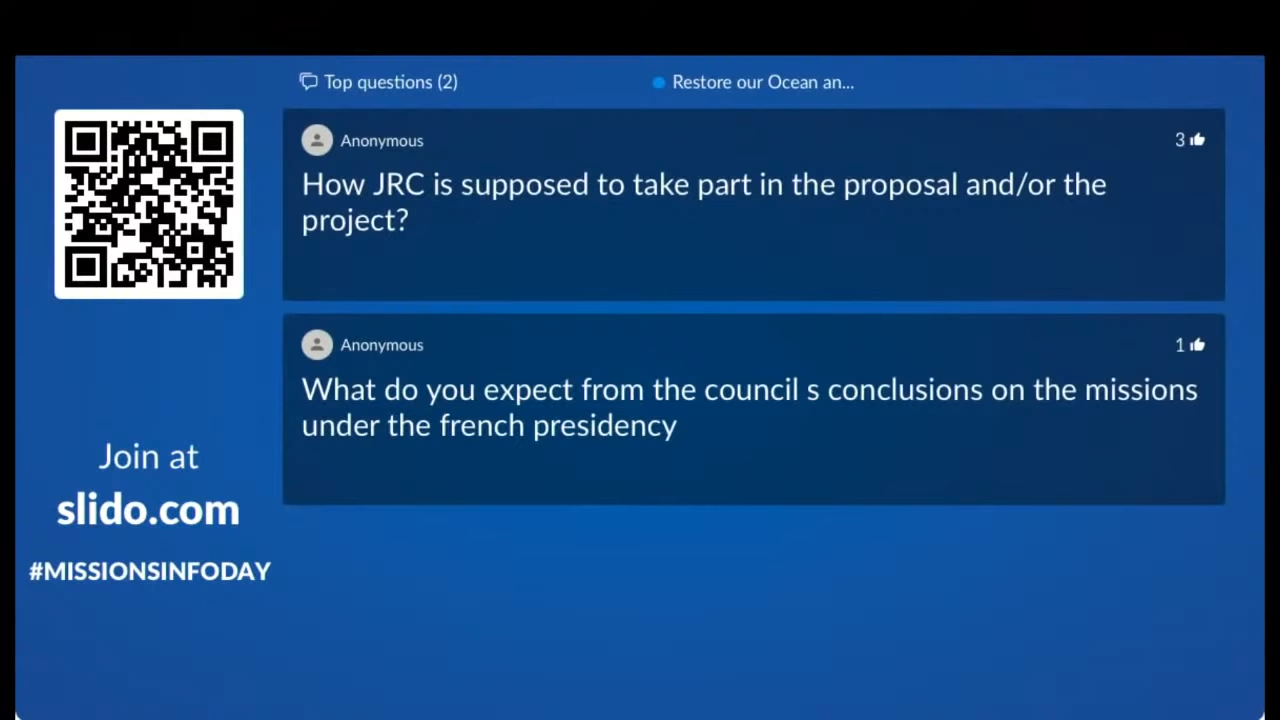 Top questions (2)
Restore our Ocean an...
Anonymous
3
How JRC is supposed to take part in the proposal and/or the
project?
Anonymous
1
What do you expect from the council s conclusions on the missions
under the french presidency
Join at
slido.com
#MISSIONSINFODAY